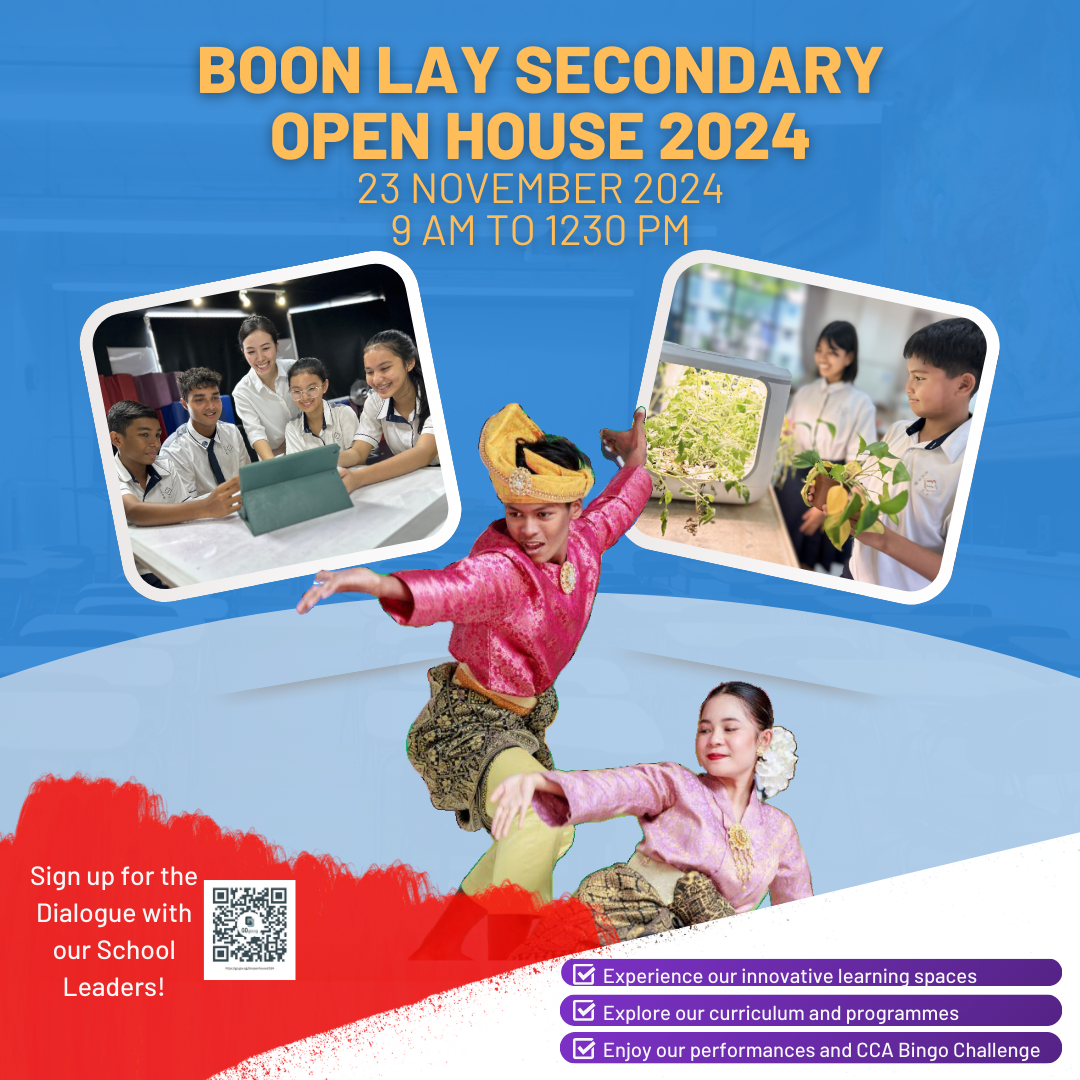 BOON LAY SECONDARY
OPEN HOUSE 2024
23 NOVEMBER 2024
9 AM TO 1230 PM
Sign up for the
Dialogue with
our School
Leaders!
Experience our innovative learning spaces
Explore our curriculum and programmes
Enjoy our performances and CCA Bingo Challenge